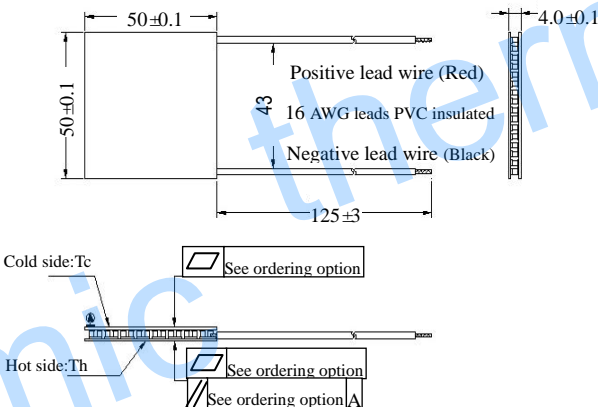 50±0.1
4.0±0.1
50±0.1
43
Positive lead wire (Red)
16 AWG leads PVC insulated
Negative lead wire (Black)
125±3
Cold side:Tc
See ordering option
Hot side:Th
See ordering option
See ordering option A